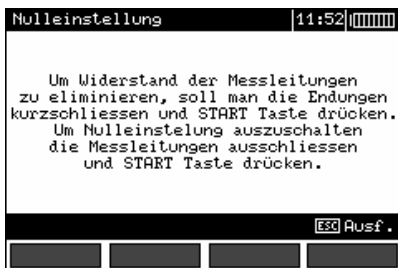 Nulleinstellung 11:52
Um Widerstand der Messleitungen
zu eliminieren, soll man die Endungen
kurzschliessen und START Taste drücken.
Um Nulleinstelung auszuschalten
die Messleitungen ausschliessen
und START Taste drücken.
ESC Ausf.